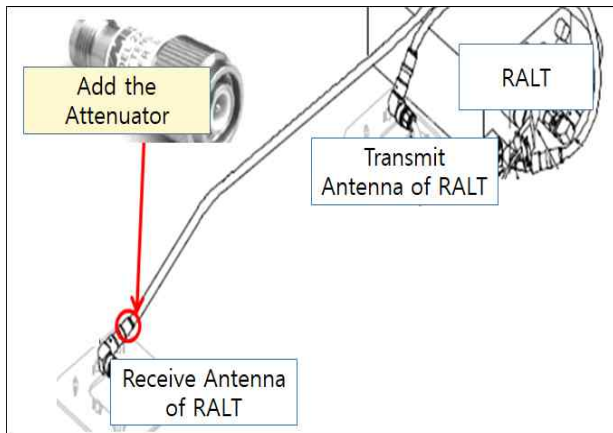 Add the
Attenuator
RALT
Transmit
Antenna of RALT
Receive Antenna
of RALT